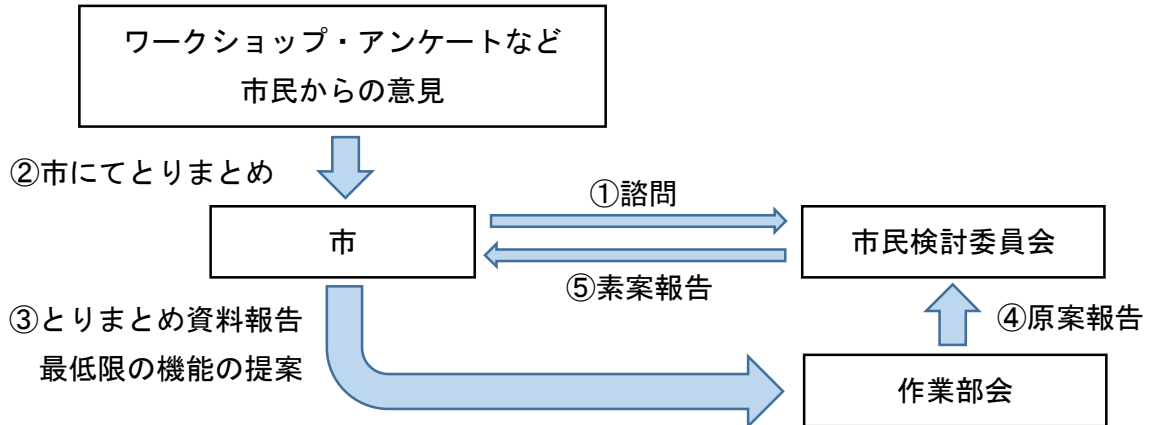 ワークショップ・アンケートなど
市民からの意見
②市にてとりまとめ
①諮問
市
市民検討委員会
⑤素案報告
③とりまとめ資料報告
最低限の機能の提案
④原案報告
作業部会